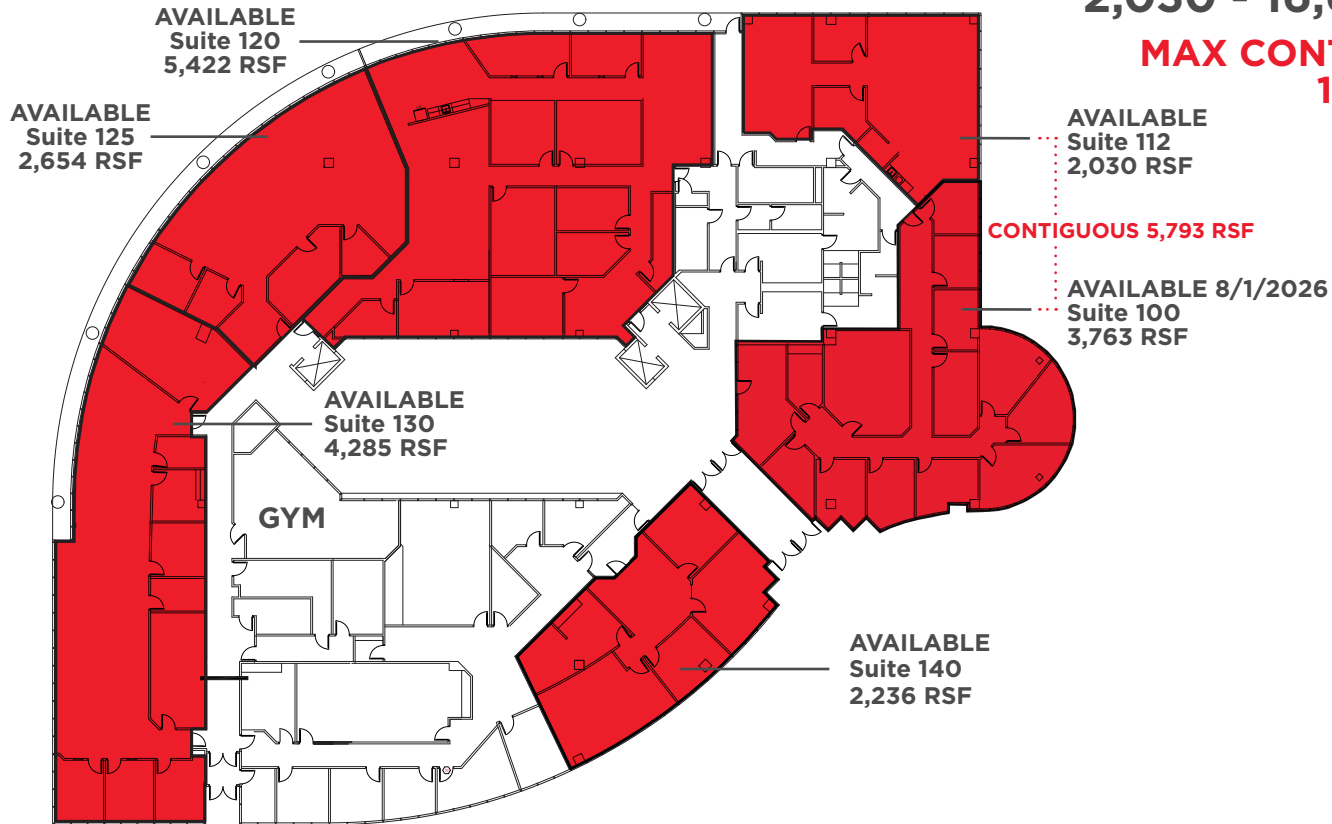 AVAILABLE
Suite 120
5,422 RSF
AVAILABLE
Suite 125
2,654 RSF
2,030 -
MAX
AVAILABLE
Suite 112
2,030 RSF
CONTIGUOUS 5,793 RSF
AVAILABLE 8/1/2026
Suite 100
3,763 RSF
AVAILABLE
Suite 130
4,285 RSF
GYM
AVAILABLE
Suite 140
2,236 RSF